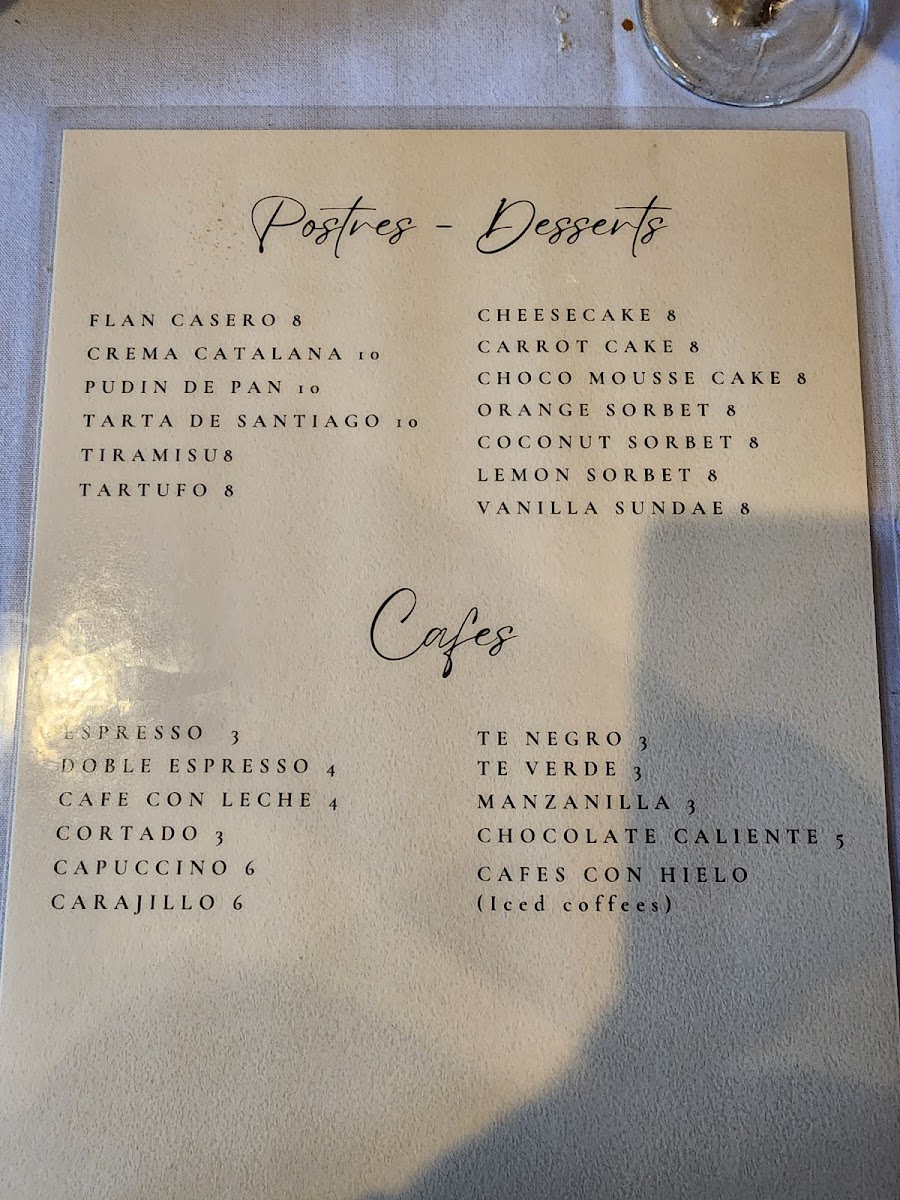 Postres - Desserts
FLAN CASERO 8
CREMA CATALANA 10
PUDIN DE PAN 10
TARTA DE SANTIAGO 10
TIRAMISU8
TARTUFO 8
CHEESECAKE 8
CARROT CAKE 8
CHOCO MOUSSE CAKE 8
ORANGE SORBET 8
COCONUT SORBET 8
LEMON SORBET 8
VANILLA SUNDAE 8
Cafes
ESPRESSO 3
DOBLE ESPRESSO 4
CAFE CON LECHE 4
CORTADO 3
CAPUCCINO 6
CARAJILLO 6
TE NEGRO 3
TE VERDE 3
MANZANILLA 3
CHOCOLATE CALIENTE 5
CAFES CON HIELO
(Iced coffees)